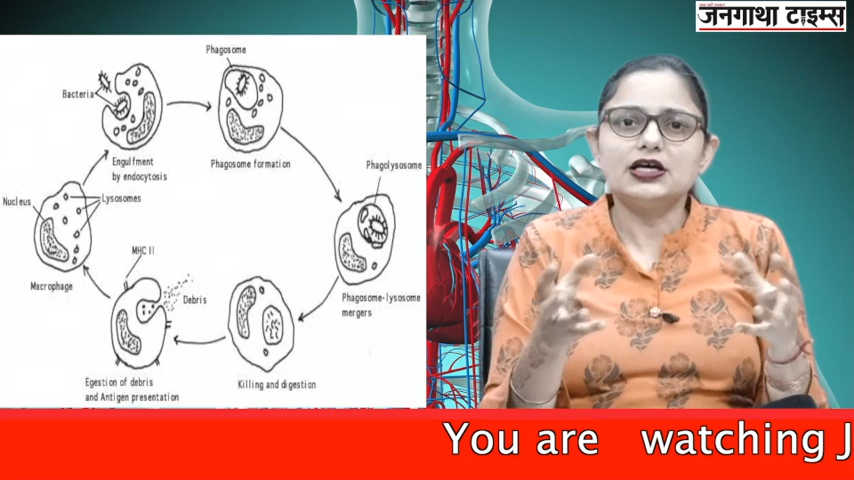 जनगाथा टाइम्स
Phagosome
Bacteria
Engulfment
by endocytosis
Phagosome formation
Phagolysosome
Nucleus
Lysosomes
Macrophage
MHC II
Debris
Phagosome-lysosome
mergers
Egestion of debris
and Antigen presentation
Killing and digestion
You are watching J